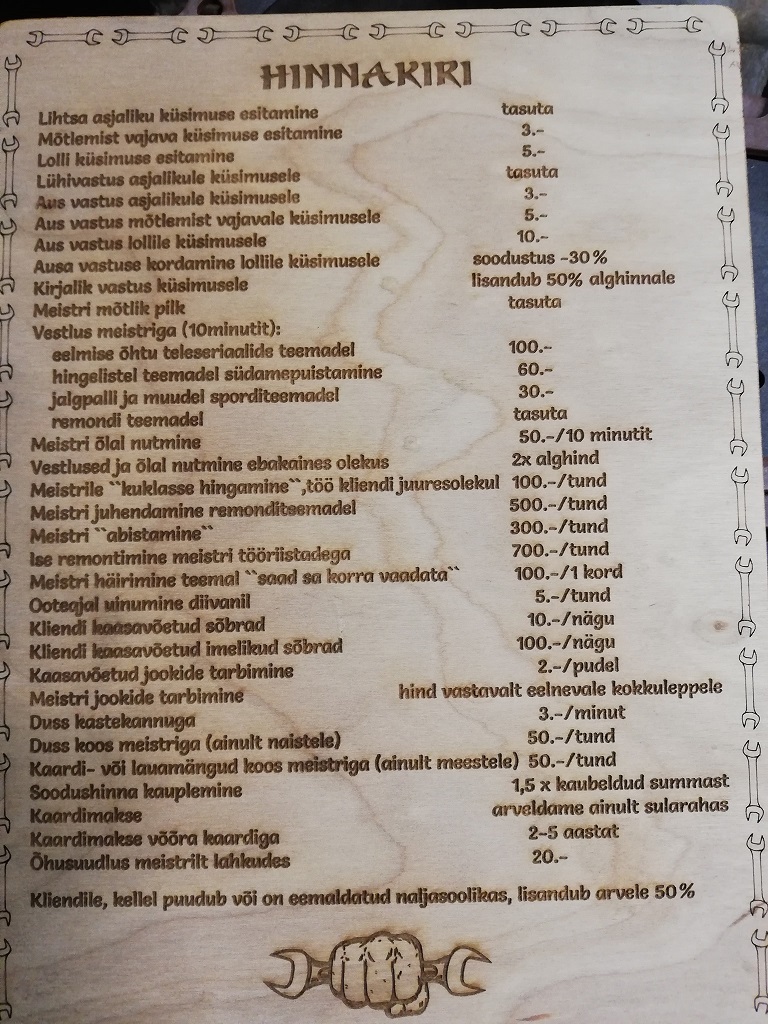 HINNAKIRI
Lihtsa asjaliku küsimuse esitamine tasuta
Mõtlemist vajava küsimuse esitamine 3.-
Lolli küsimuse esitamine 5.-
Lühivastus asjalikule küsimusele tasuta
Aus vastus asjalikule küsimusele 3.-
Aus vastus mõtlemist vajavale küsimusele 5.-
Aus vastus lollile küsimusele 10.-
Ausa vastuse kordamine lollile küsimusele soodustus -30%
Kirjalik vastus küsimusele lisandub 50% alghinnale
Meistri mõtlik pilk tasuta
Vestlus meistriga (10minutit):
eelmise õhtu teleseriaalide teemadel 100.-
hingelistel teemadel südamepuistamine 60.-
jalgpalli ja muudel sporditeemadel 30.-
remondi teemadel tasuta
Meistri õlal nutmine 50.-/10 minutit
Vestlused ja õlal nutmine ebakaines olekus 2x alghind
Meistrile ``kuklasse hingamine``,töö kliendi juuresolekul 100.-/tund
Meistri juhendamine remonditeemadel 500.-/tund
Meistri ``abistamine`` 300.-/tund
Ise remontimine meistri tööriistadega 700.-/tund
Meistri häirimine teemal ``saad sa korra vaadata`` 100.-/1 kord
Ooteajal uinumine diivanil 5.-/tund
Kliendi kaasavõetud sõbrad 10.-/nägu
Kliendi kaasavõetud imelikud sõbrad 100.-/nägu
Kaasavõetud jookide tarbimine 2.-/pudel
Meistri jookide tarbimine hind vastavalt eelnevale kokkuleppele
Duss kastekannuga 3.-/minut
Duss koos meistriga (ainult naistele) 50.-/tund
Kaardi- või lauamängud koos meistriga (ainult meestele) 50.-/tund
Soodushinna kauplemine 1,5 x kaubeldud summast
Kaardimakse arveldame ainult sularahas
Kaardimakse võõra kaardiga 2-5 aastat
Õhusuudlus meistrilt lahkudes 20.-
Kliendile, kellel puudub või on eemaldatud naljasoolikas, lisandub arvele 50%